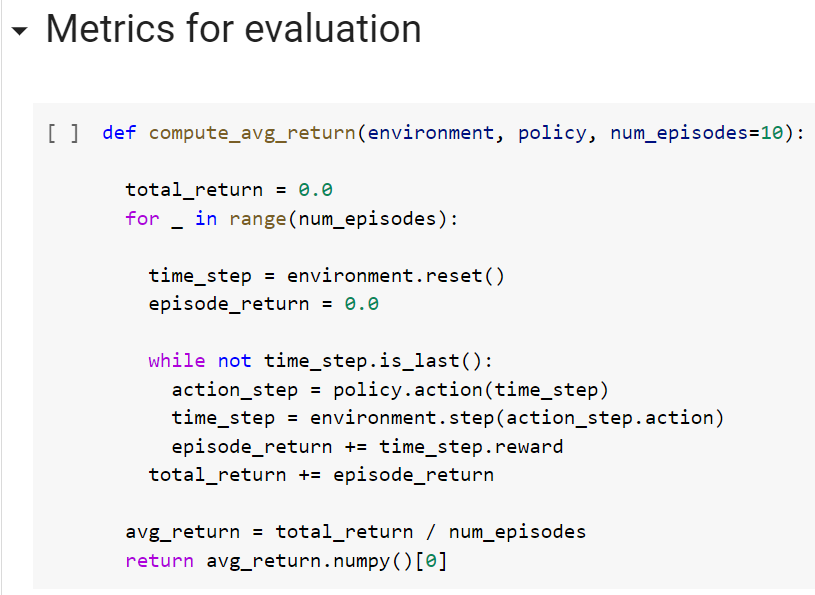 Metrics for evaluation
[ ] def compute_avg_return(environment, policy, num_episodes=10):
total_return = 0.0
for _ in range(num_episodes):
time_step = environment.reset()
episode_return = 0.0
while not time_step.is_last():
action_step = policy.action(time_step)
time_step = environment.step(action_step.action)
episode_return += time_step.reward
total_return += episode_return
avg_return = total_return / num_episodes
return avg_return.numpy()[0]